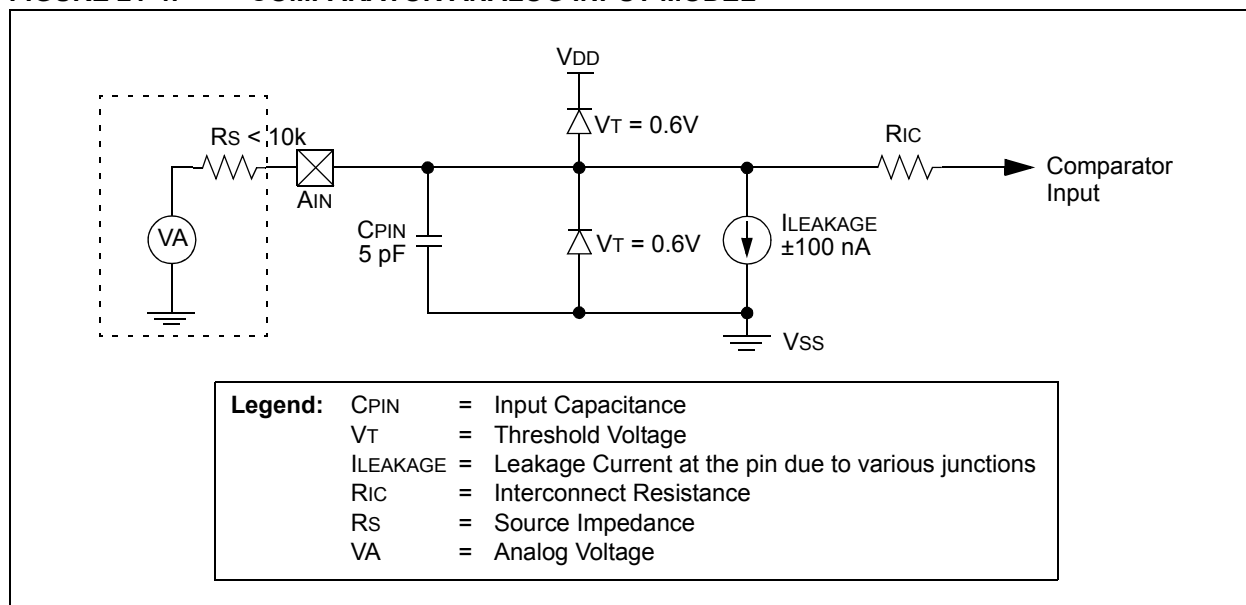 VDD
VT = 0.6V
RS < 10k
RIC
AIN
Comparator
Input
VA
CPIN
5 pF
VT = 0.6V
ILEAKAGE
±100 nA
VSS
Legend: CPIN = Input Capacitance
VT = Threshold Voltage
ILEAKAGE = Leakage Current at the pin due to various junctions
RIC = Interconnect Resistance
RS = Source Impedance
VA = Analog Voltage